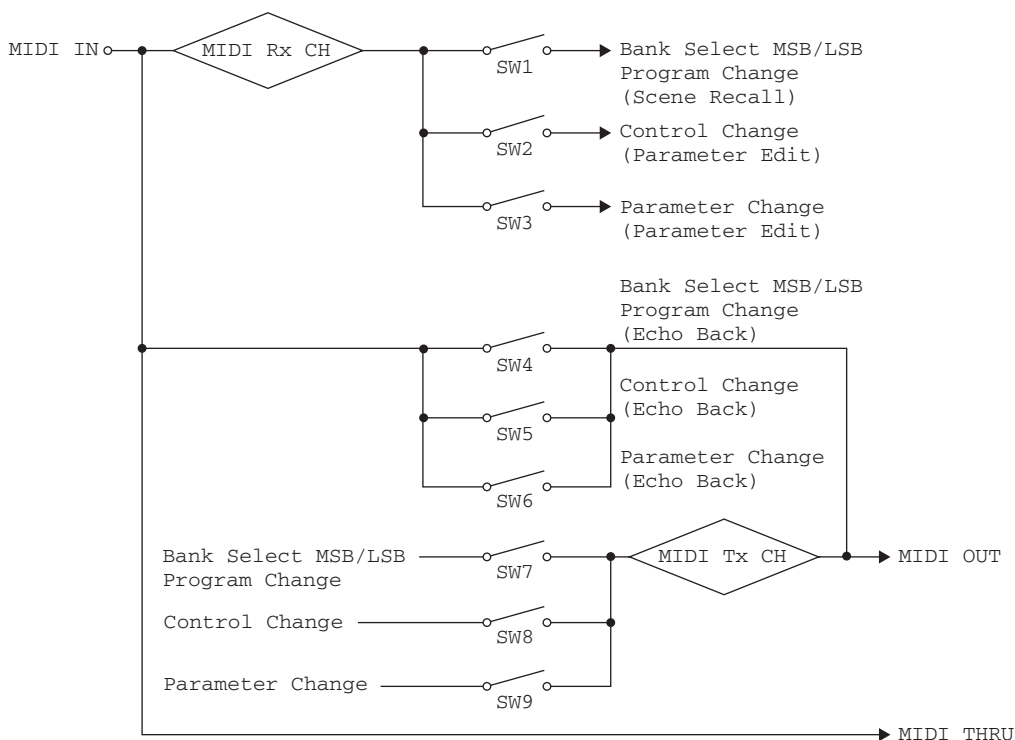 MIDI IN
MIDI Rx CH
SW1
Bank Select MSB/LSB
Program Change
(Scene Recall)
SW2
Control Change
(Parameter Edit)
SW3
Parameter Change
(Parameter Edit)
Bank Select MSB/LSB
Program Change
(Echo Back)
SW4
Control Change
(Echo Back)
SW5
Parameter Change
(Echo Back)
SW6
Bank Select MSB/LSB
Program Change
SW7
MIDI Tx CH
MIDI OUT
Control Change
SW8
Parameter Change
SW9
MIDI THRU